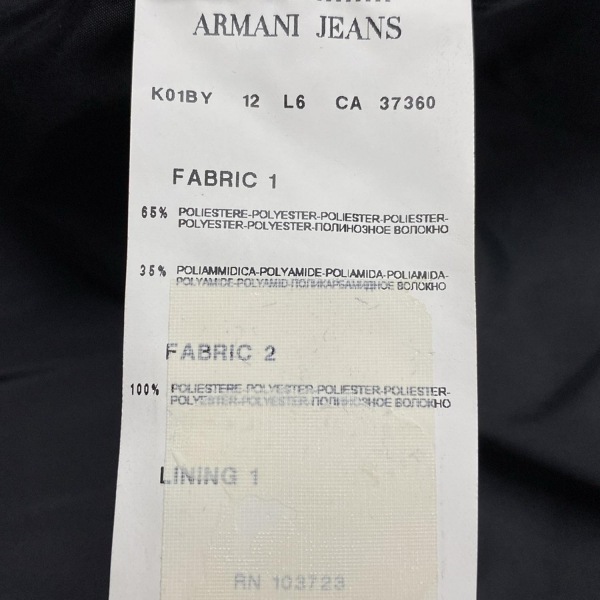 ARMANI JEANS
K01BY 12 L6 CA 37360
FABRIC 1
65% POLIESTERE-POLYESTER-POLIESTER-POLIESTER-
POLYESTER-POLYESTER-ПОЛИНОЗНОЕ ВОЛОКНО
35% POLIAMMIDICA-POLYAMIDE-POLIAMIDA-POLIAMIDA-
POLYAMIDE-POLYAMID-ПОЛИКАРБАМИДНОЕ ВОЛОКНО
FABRIC 2
100% POLIESTERE-POLYESTER-POLIESTER-POLIESTER-
POLYESTER-POLYESTER-ПОЛИНОЗНОЕ ВОЛОКНО
LINING 1
RN 103723